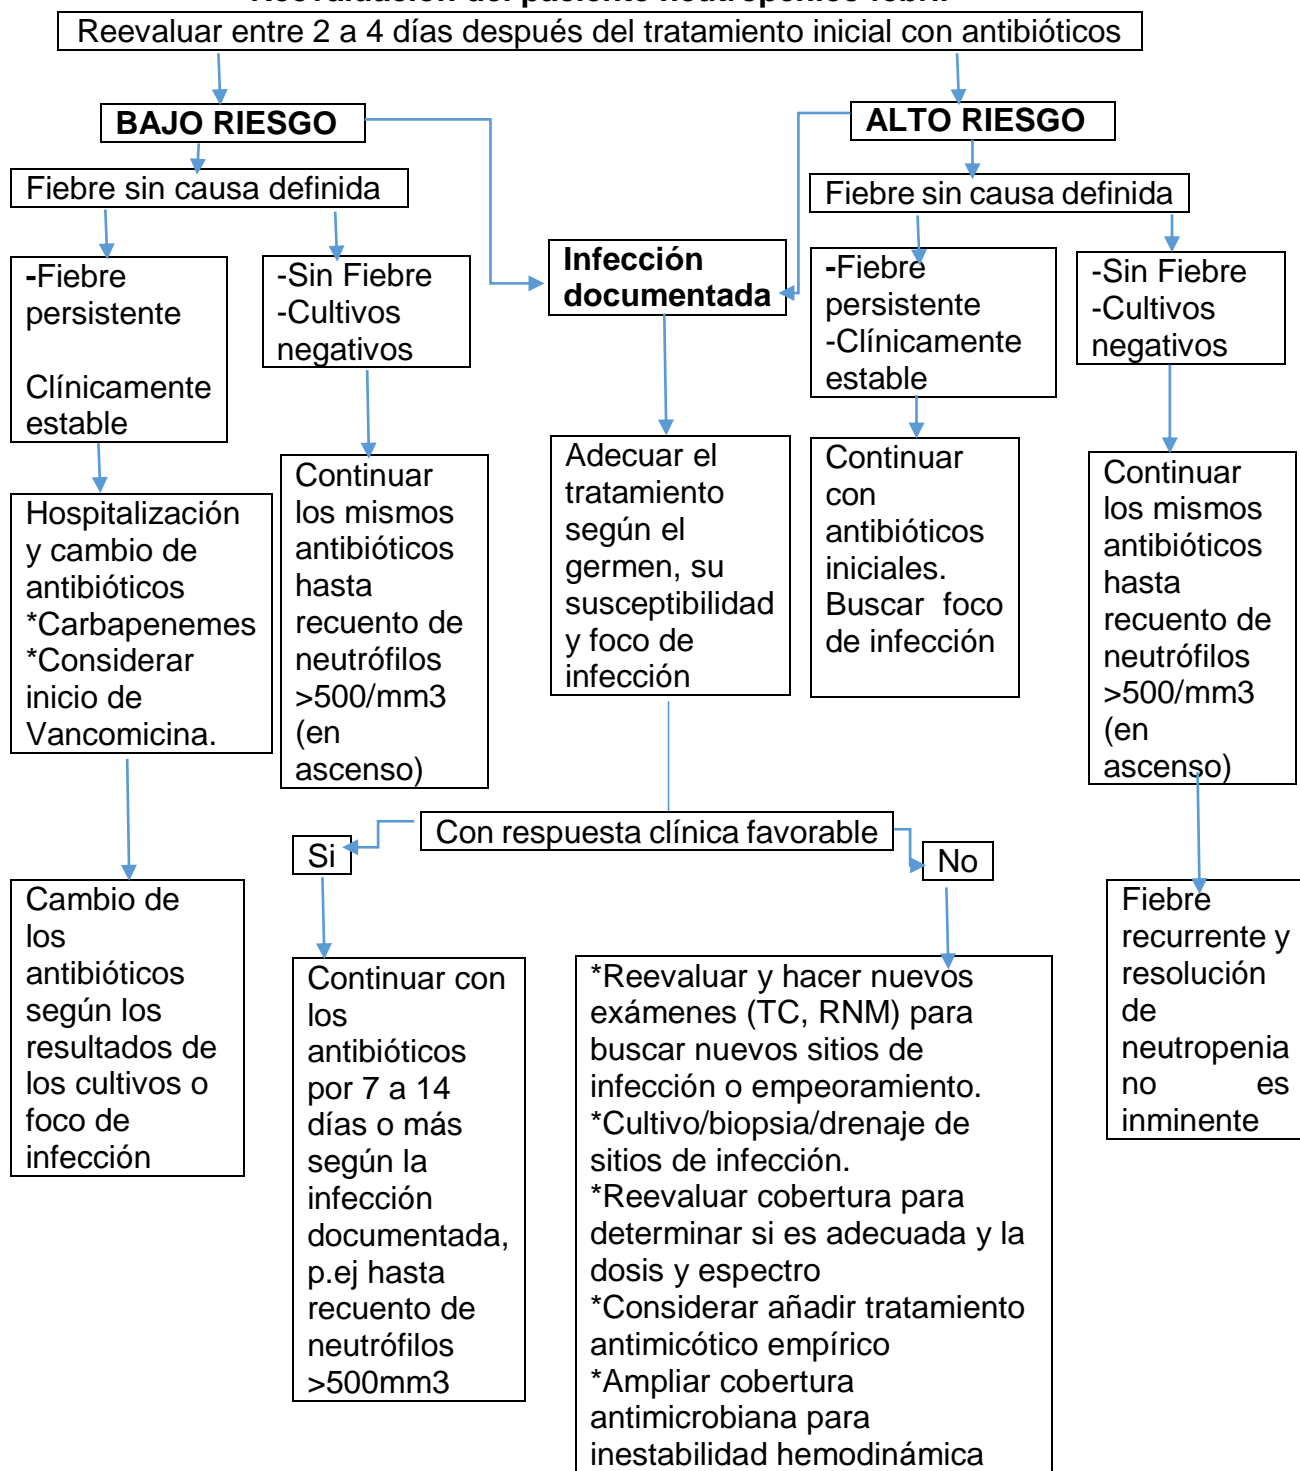 Reevaluación del paciente neutropénico febril
Reevaluar entre 2 a 4 días después del tratamiento inicial con antibióticos
BAJO RIESGO
ALTO RIESGO
Fiebre sin causa definida
Fiebre sin causa definida
-Fiebre
persistente
Clínicamente
estable
-Sin Fiebre
-Cultivos
negativos
Infección
documentada
-Fiebre
persistente
-Clínicamente
estable
-Sin Fiebre
-Cultivos
negativos
Hospitalización
y cambio de
antibióticos
*Carbapenemes
*Considerar
inicio de
Vancomicina.
Continuar
los mismos
antibióticos
hasta
recuento de
neutrófilos
>500/mm3
(en
ascenso)
Adecuar el
tratamiento
según el
germen, su
susceptibilidad
y foco de
infección
Continuar
con
antibióticos
iniciales.
Buscar foco
de infección
Continuar
los mismos
antibióticos
hasta
recuento de
neutrófilos
>500/mm3
(en
ascenso)
Con respuesta clínica favorable
Si
No
Cambio de
los
antibióticos
según los
resultados de
los cultivos o
foco de
infección
Continuar con
los
antibióticos
por 7 a 14
días o más
según la
infección
documentada,
p.ej hasta
recuento de
neutrófilos
>500mm3
*Reevaluar y hacer nuevos
exámenes (TC, RNM) para
buscar nuevos sitios de
infección o empeoramiento.
*Cultivo/biopsia/drenaje de
sitios de infección.
*Reevaluar cobertura para
determinar si es adecuada y la
dosis y espectro
*Considerar añadir tratamiento
antimicótico empírico
*Ampliar cobertura
antimicrobiana para
inestabilidad hemodinámica
Fiebre
recurrente y
resolución
de
neutropenia
no es
inminente